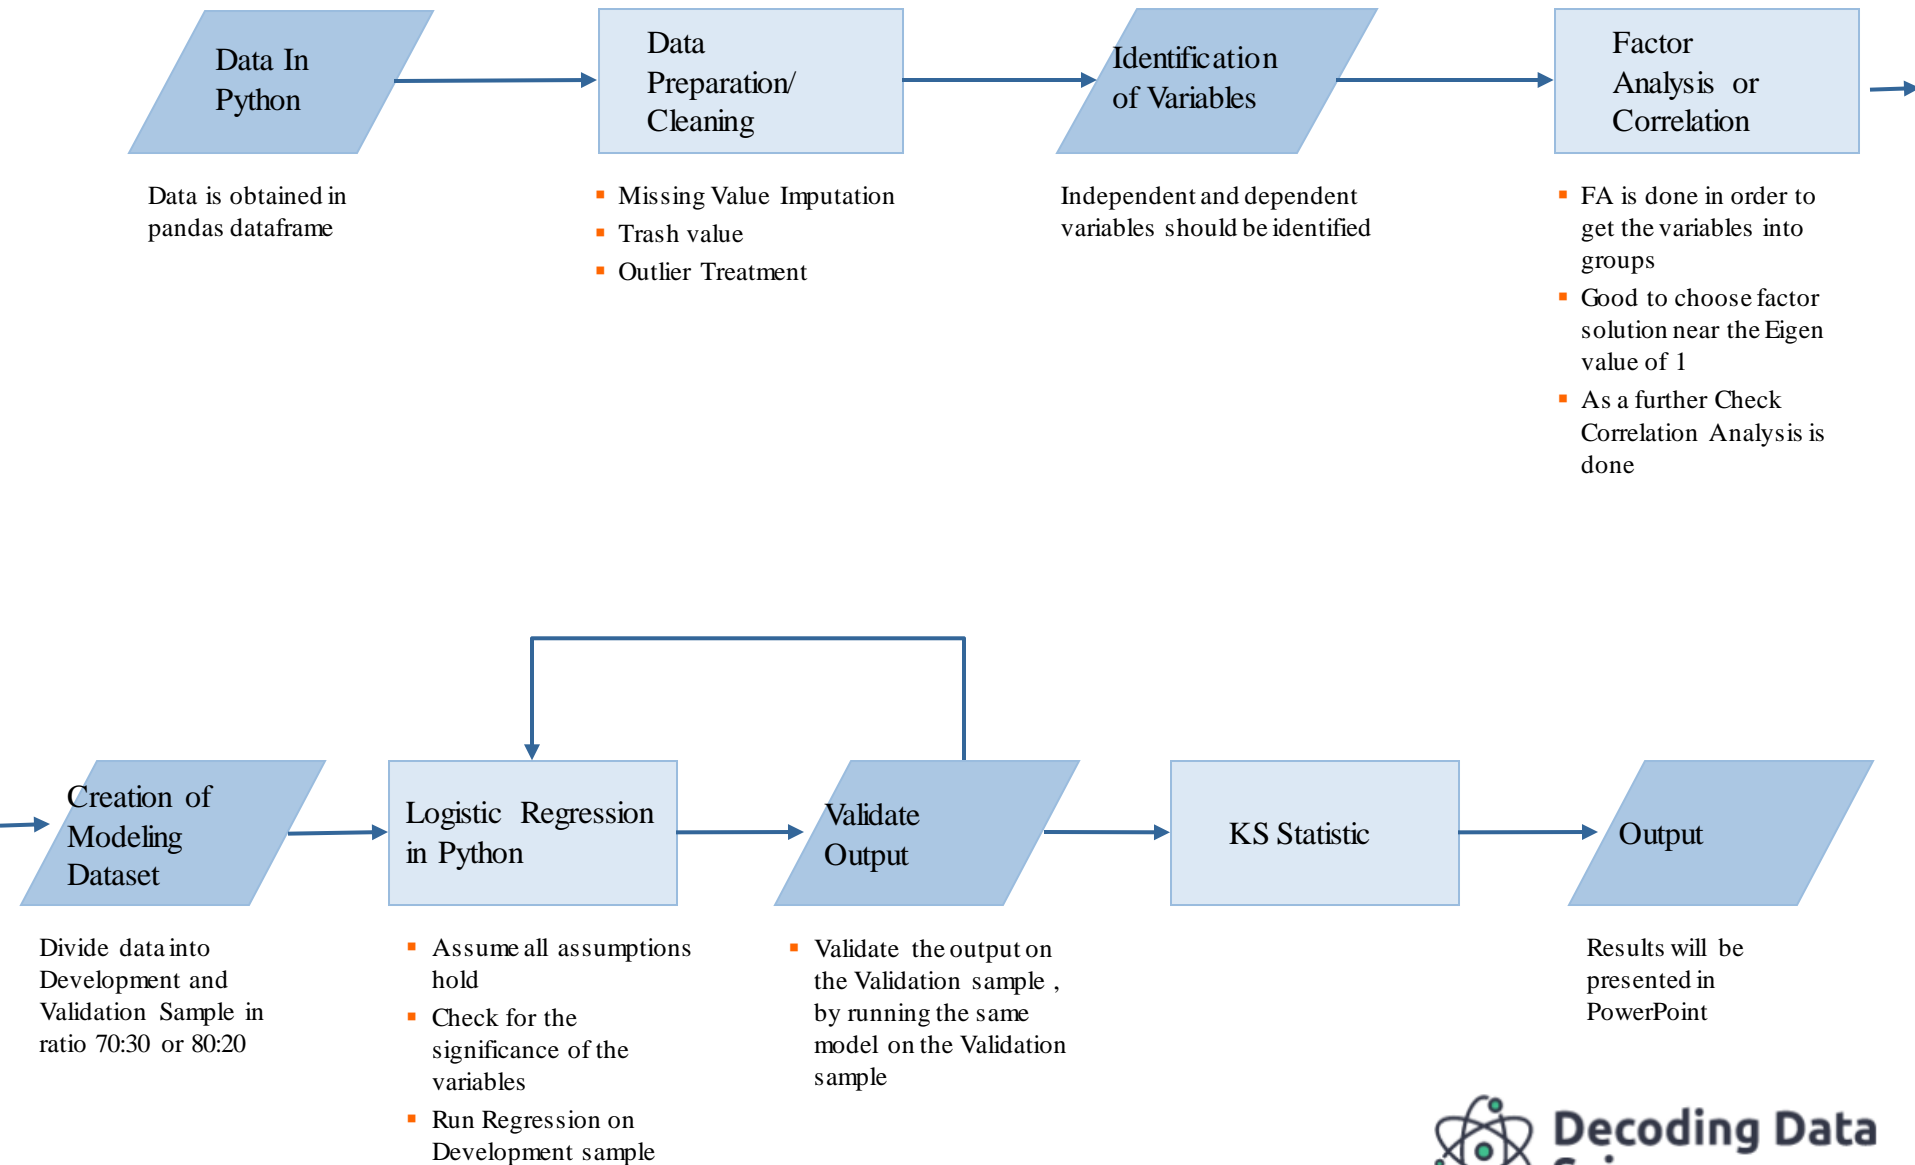 Data In
Python
Data
Preparation/
Cleaning
Identification
of Variables
Factor
Analysis or
Correlation
Data is obtained in
pandas dataframe
Missing Value Imputation
Trash value
Outlier Treatment
Independent and dependent
variables should be identified
FA is done in order to
get the variables into
groups
Good to choose factor
solution near the Eigen
value of 1
As a further Check
Correlation Analysis is
done
Creation of
Modeling
Dataset
Logistic Regression
in Python
Validate
Output
KS Statistic
Output
Divide data into
Development and
Validation Sample in
ratio 70:30 or 80:20
Assume all assumptions
hold
Check for the
significance of the
variables
Run Regression on
Development sample
Validate the output on
the Validation sample ,
by running the same
model on the Validation
sample
Results will be
presented in
PowerPoint
Decoding Data